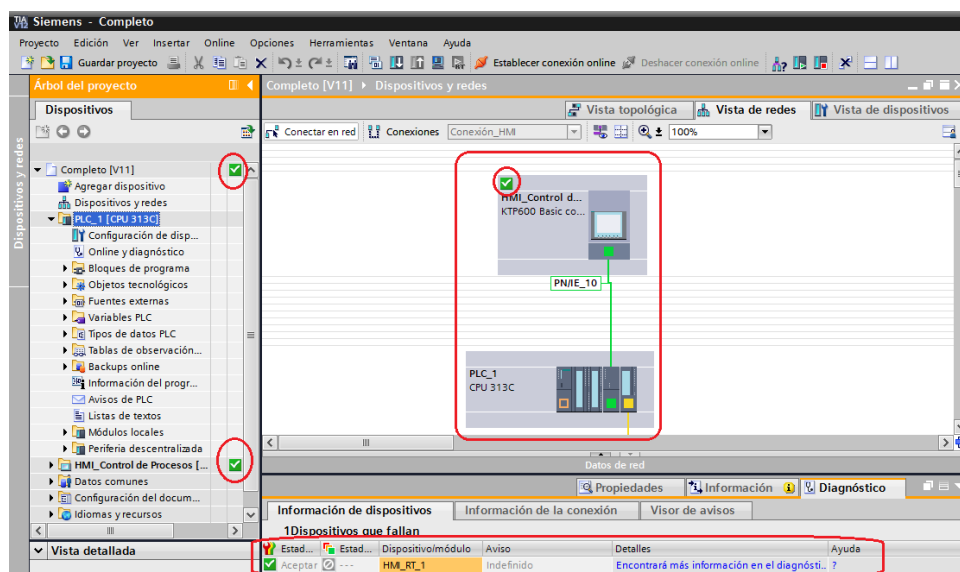 Siemens - Completo
Proyecto Edición Ver Insertar Online Opciones Herramientas Ventana Ayuda
Guardar proyecto Establecer conexión online Deshacer conexión online
Árbol del proyecto
Completo [V11] Dispositivos y redes
Dispositivos
Vista topológica Vista de redes Vista de dispositivos
Conectar en red Conexiones Conexión_HMI 100%
Dispositivos y redes
Completo [V11]
Agregar dispositivo
Dispositivos y redes
PLC_1 [CPU 313C]
Configuración de disp...
Online y diagnóstico
Bloques de programa
Objetos tecnológicos
Fuentes externas
Variables PLC
Tipos de datos PLC
Tablas de observación...
Backups online
Información del progr...
Avisos de PLC
Listas de textos
Módulos locales
Periferia descentralizada
HMI_Control de Procesos [...
Datos comunes
Configuración del docum...
Idiomas y recursos
Vista detallada
HMI_Control d...
KTP600 Basic co...
PN/IE_10
PLC_1
CPU 313C
Datos de red
Propiedades Información Diagnóstico
Información de dispositivos Información de la conexión Visor de avisos
1Dispositivos que fallan
Estad... Estad... Dispositivo/módulo Aviso Detalles Ayuda
Aceptar --- HMI_RT_1 Indefinido Encontrará más información en el diagnósti.. ?